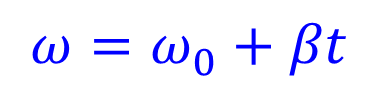 ω = ω₀ + βt